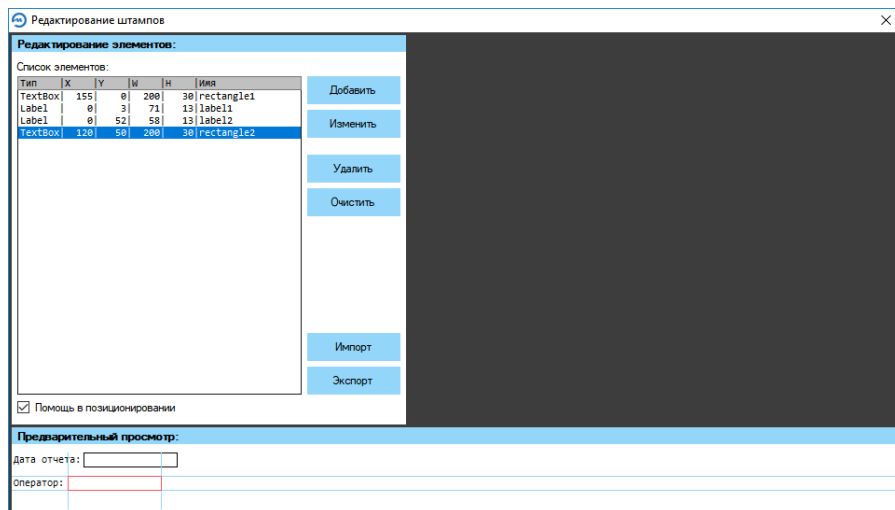 Редактирование штампов
Редактирование элементов:
Список элементов:
Тип |X |Y |W |H |Имя
TextBox| 155| 0| 200| 30|rectangle1
Label | 0| 3| 71| 13|label1
Label | 0| 52| 58| 13|label2
TextBox| 120| 50| 200| 30|rectangle2
Добавить
Изменить
Удалить
Очистить
Импорт
Экспорт
Помощь в позиционировании
Предварительный просмотр:
Дата отчета:
Оператор: